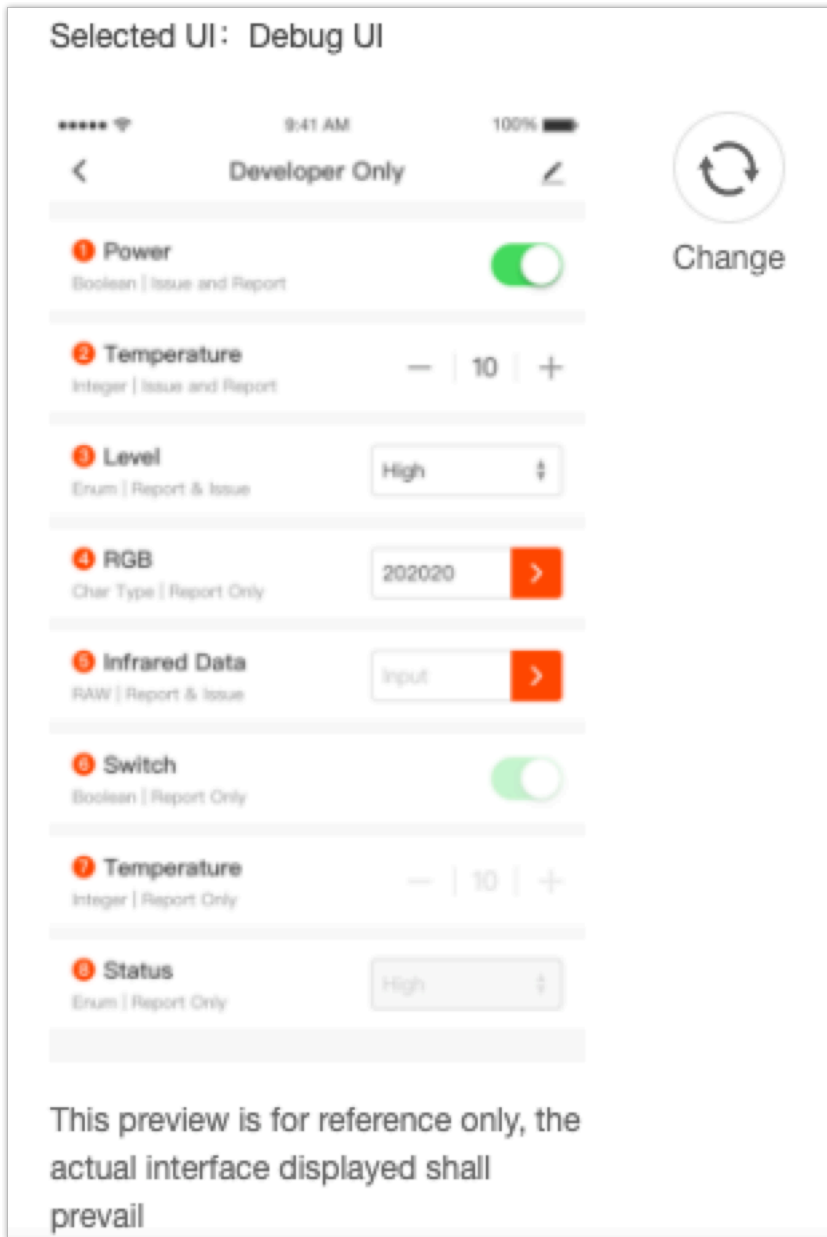 Selected UI： Debug UI
9:41 AM 100%
Developer Only
Change
1 Power
Boolean | Issue and Report
2 Temperature
Integer | Issue and Report
— | 10 | +
3 Level
Enum | Report & Issue
High
4 RGB
Char Type | Report Only
202020
5 Infrared Data
RAW | Report & Issue
Input
6 Switch
Boolean | Report Only
7 Temperature
Integer | Report Only
— | 10 | +
8 Status
Enum | Report Only
High
This preview is for reference only, the
actual interface displayed shall
prevail